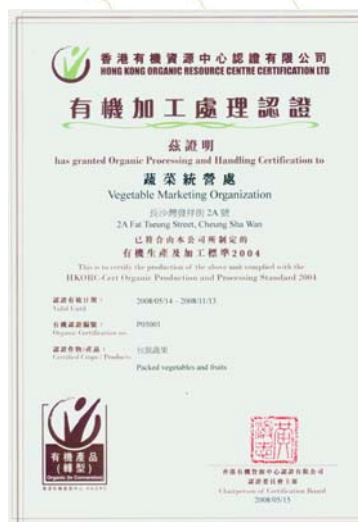 香港有機資源中心認證有限公司
HONG KONG ORGANIC RESOURCE CENTRE CERTIFICATION LTD
有機加工處理認證
茲證明
has granted Organic Processing and Handling Certification to
蔬菜統營處
Vegetable Marketing Organization
長沙灣發祥街 2A 號
2A Fat Tseung Street, Cheung Sha Wan
已符合由本公司所制定的
有機生產及加工標準2004
This is to certify the production of the above unit complied with the
HKORC-Cert Organic Production and Processing Standard 2004
認證有效日期：
2008/05/14 - 2008/11/13
Valid Until
有機認證編號：
P05001
Organic Certification no.
認證作物/產品：
包裝蔬果
Certified Crops / Products
Packed vegetables and fruits
有機產品
(轉型)
Organic (in Conversion)
香港有機資源中心認證有限公司
認證委員會主席
Chairperson of Certification Board
2008/05/15